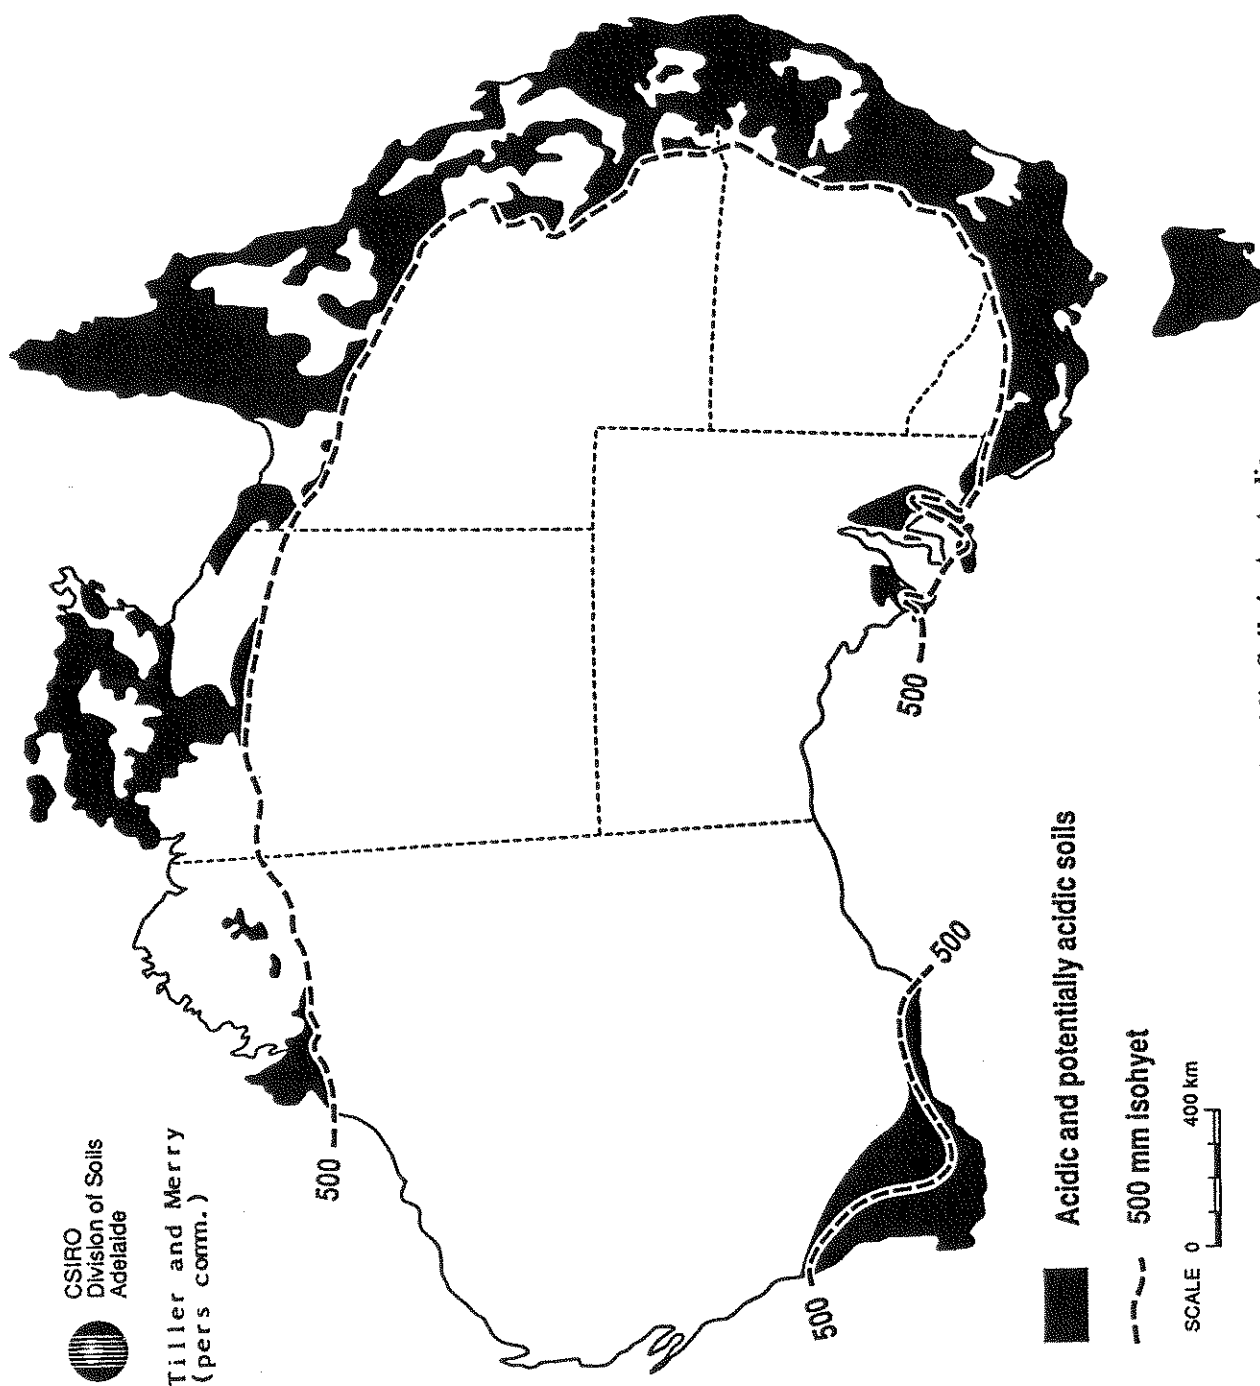 CSIRO
Division of Soils
Adelaide
Tiller and Merry
(pers comm.)
500
500
500
500
Acidic and potentially acidic soils
500 mm isohyet
SCALE 0 400 km